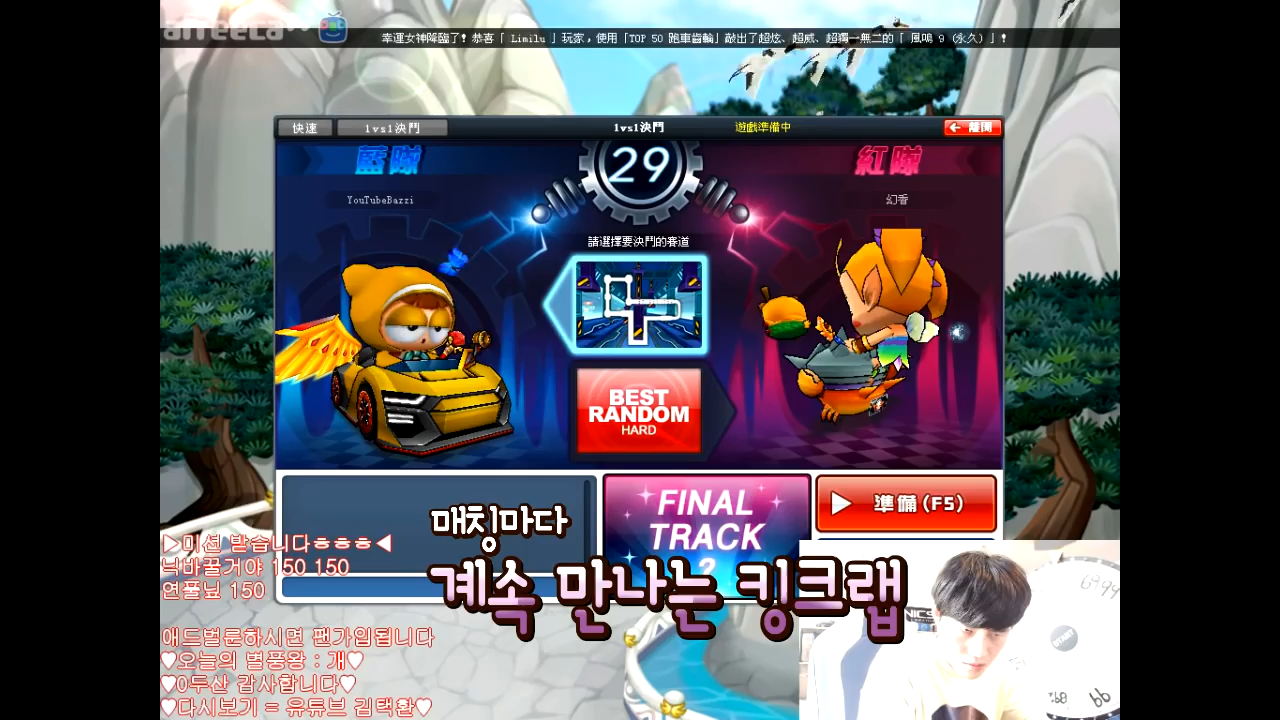 afreeca
幸運女神降臨了! 恭喜「 Limilu 」玩家, 使用「TOP 50 跑車齒輪」敲出了超炫、超威、超獨一無二的「 風鳴 9 (永久) 」!
快速 1vs1決鬥 1vs1決鬥 遊戲準備中 離開
藍隊 29 紅隊
YouTubeBazzi 幻香
請選擇要決鬥的賽道
BEST
RANDOM
HARD
FINAL
TRACK
?
準備(F5)
매칭마다
계속 만나는 킹크랩
▷미션 받습니다ㅎㅎㅎ◀
닉바꿀거야 150 150
연풀닢 150
애드벌룬하시면 팬가입됩니다
♥오늘의 별풍왕 : 개♥
♥0두산 감사합니다♥
♥다시보기 = 유튜브 김택환♥
START
66